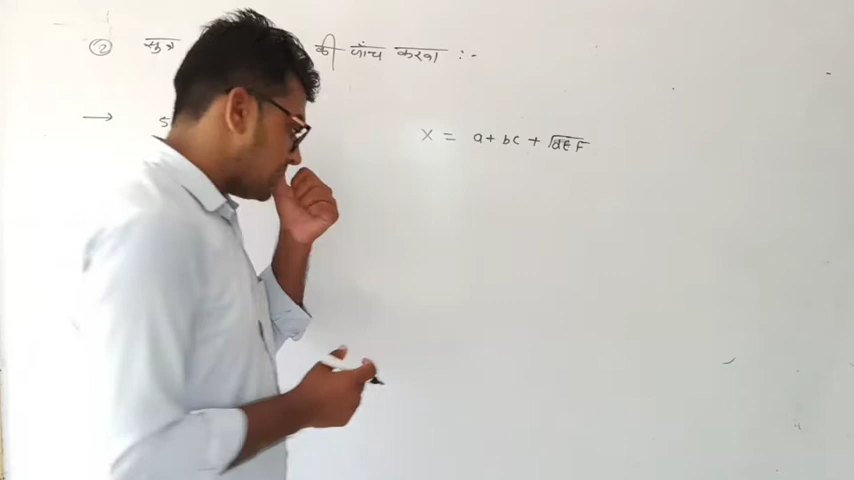 ② सूत्र की जांच करना :-
→ X = a + bc + √dEF